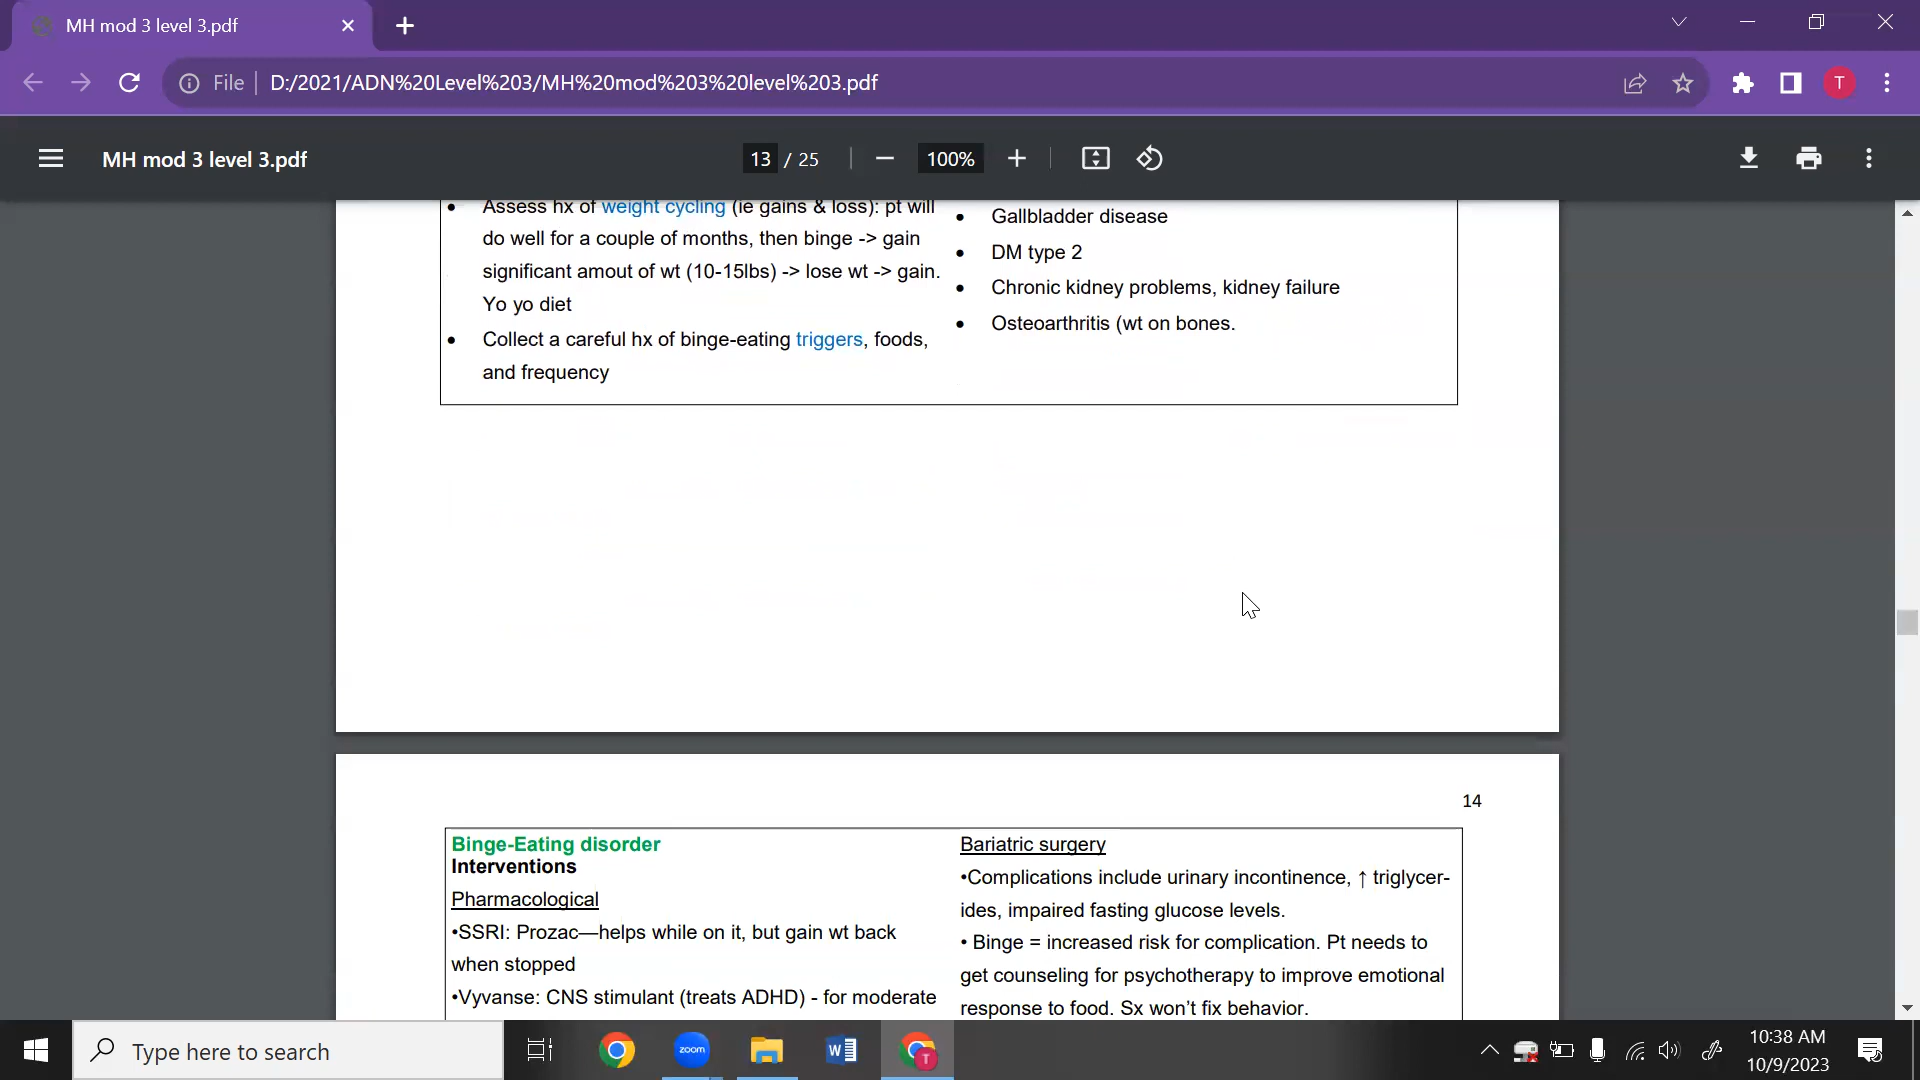 MH mod 3 level 3.pdf
File
D:/2021/ADN%20Level%203/MH%20mod%203%20level%203.pdf
T
MH mod 3 level 3.pdf
13 / 25
100%
• Assess hx of weight cycling (ie gains & loss): pt will
do well for a couple of months, then binge -> gain
significant amout of wt (10-15lbs) -> lose wt -> gain.
Yo yo diet
• Collect a careful hx of binge-eating triggers, foods,
and frequency
• Gallbladder disease
• DM type 2
• Chronic kidney problems, kidney failure
• Osteoarthritis (wt on bones.
14
Binge-Eating disorder
Interventions
Pharmacological
•SSRI: Prozac—helps while on it, but gain wt back
when stopped
•Vyvanse: CNS stimulant (treats ADHD) - for moderate
Bariatric surgery
•Complications include urinary incontinence, ↑ triglycer-
ides, impaired fasting glucose levels.
• Binge = increased risk for complication. Pt needs to
get counseling for psychotherapy to improve emotional
response to food. Sx won't fix behavior.
Type here to search
zoom
W
T
10:38 AM
10/9/2023